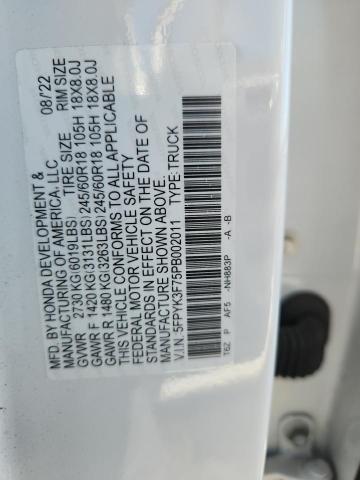 MFD. BY HONDA DEVELOPMENT & 08/22
MANUFACTURING OF AMERICA, LLC.
TIRE SIZE RIM SIZE
GVWR 2730 KG(6019LBS)
GAWR F 1420 KG(3131LBS) 245/60R18 105H 18X8.0J
GAWR R 1480 KG(3263LBS) 245/60R18 105H 18X8.0J
THIS VEHICLE CONFORMS TO ALL APPLICABLE
FEDERAL MOTOR VEHICLE SAFETY
STANDARDS IN EFFECT ON THE DATE OF
MANUFACTURE SHOWN ABOVE.
V.I.N: 5FPYK3F75PB002011 TYPE: TRUCK
T6Z P AF5 -NH883P -A -B